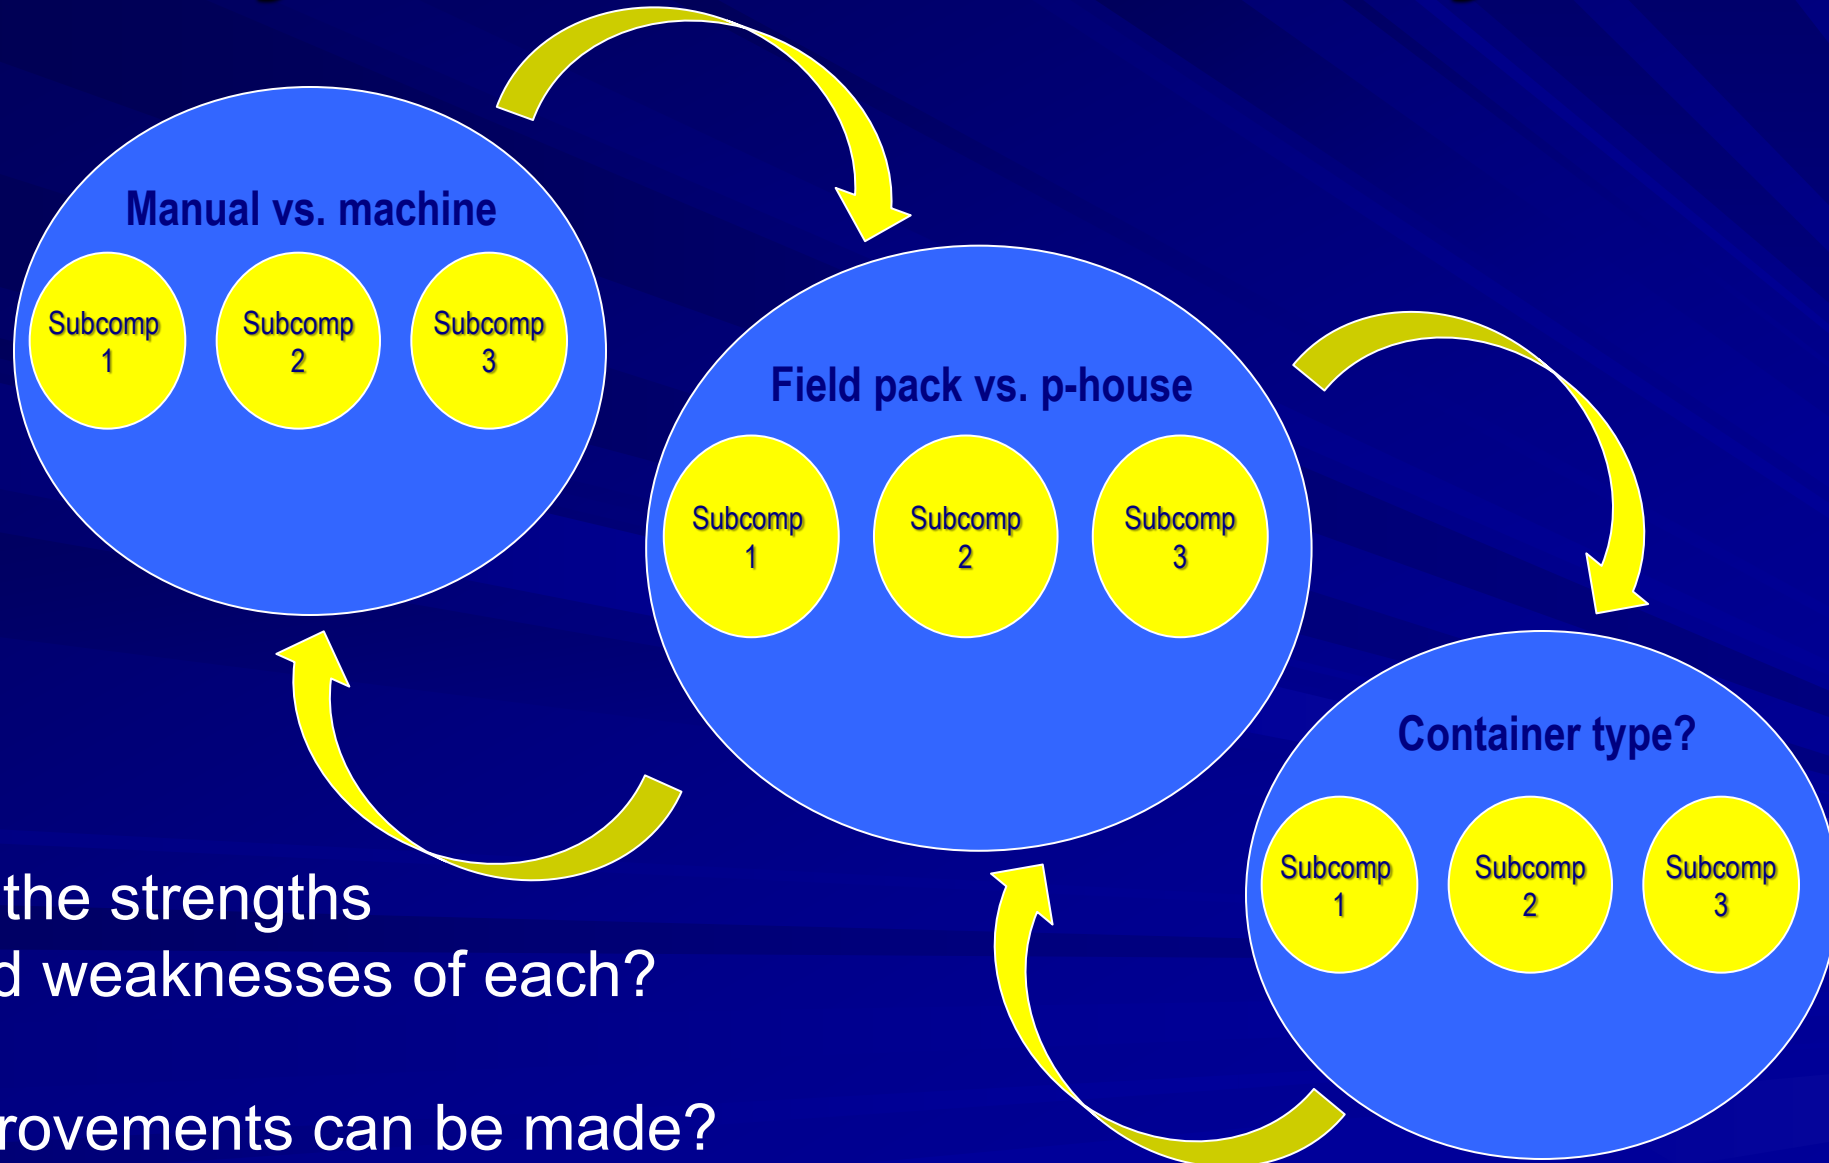 Manual vs. machine
Subcomp
1
Subcomp
2
Subcomp
3
Field pack vs. p-house
Subcomp
1
Subcomp
2
Subcomp
3
Container type?
Subcomp
1
Subcomp
2
Subcomp
3
the strengths
weaknesses of each?
can be made?